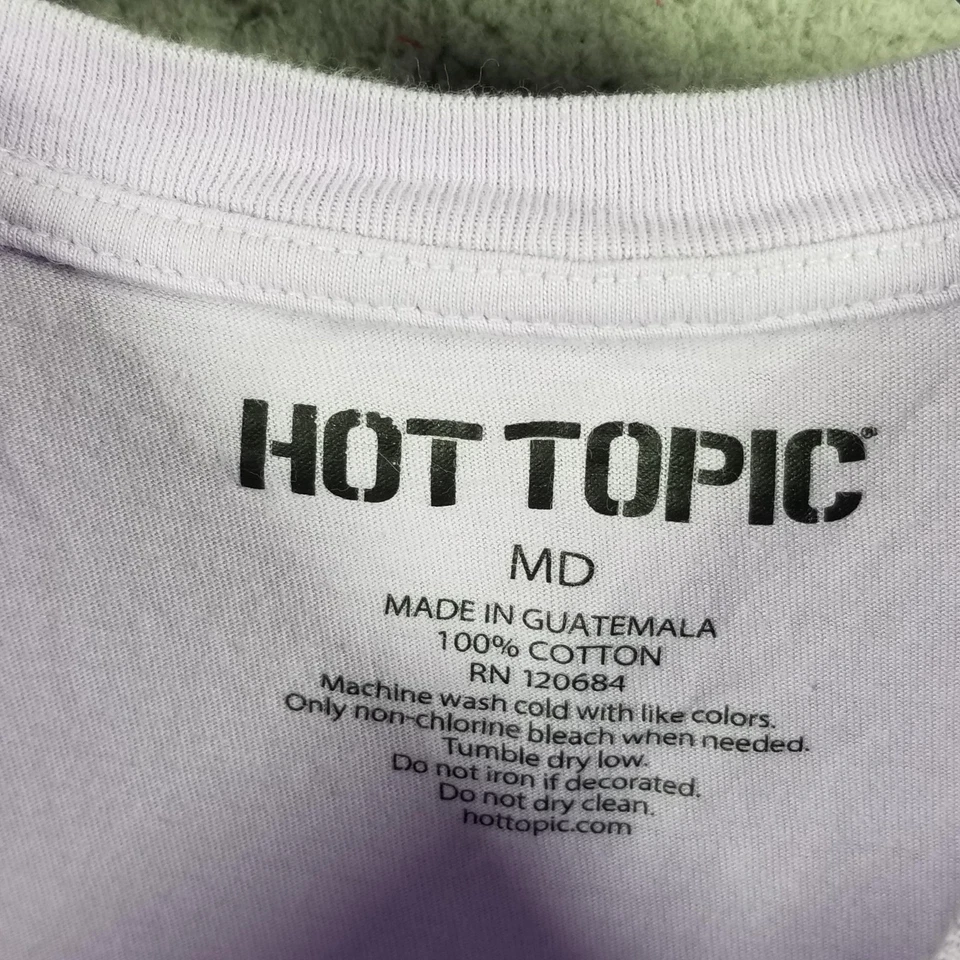 HOT TOPIC®
MD
MADE IN GUATEMALA
100% COTTON
RN 120684
Machine wash cold with like colors.
Only non-chlorine bleach when needed.
Tumble dry low.
Do not iron if decorated.
Do not dry clean.
hottopic.com